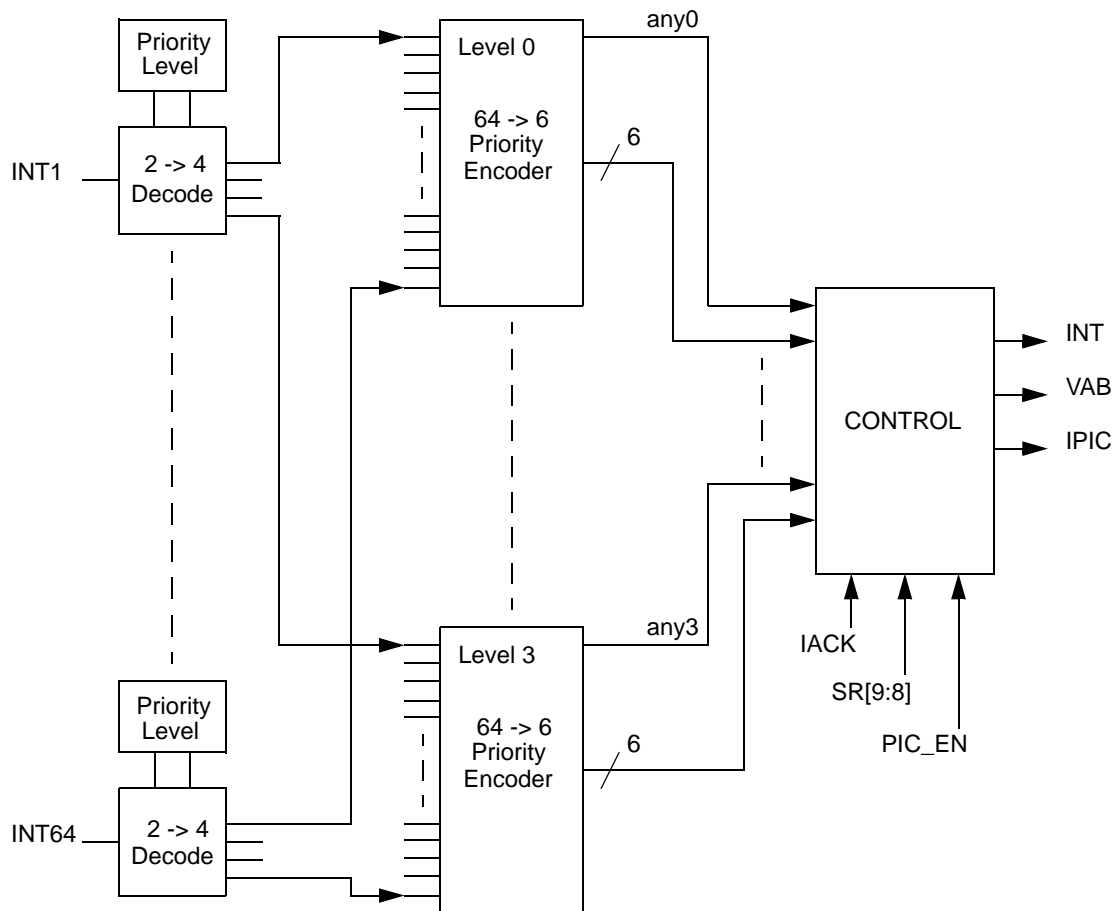 Priority
Level
INT1
2 -> 4
Decode
Level 0
64 -> 6
Priority
Encoder
any0
6
CONTROL
INT
VAB
IPIC
IACK
SR[9:8]
PIC_EN
Priority
Level
INT64
2 -> 4
Decode
Level 3
64 -> 6
Priority
Encoder
any3
6